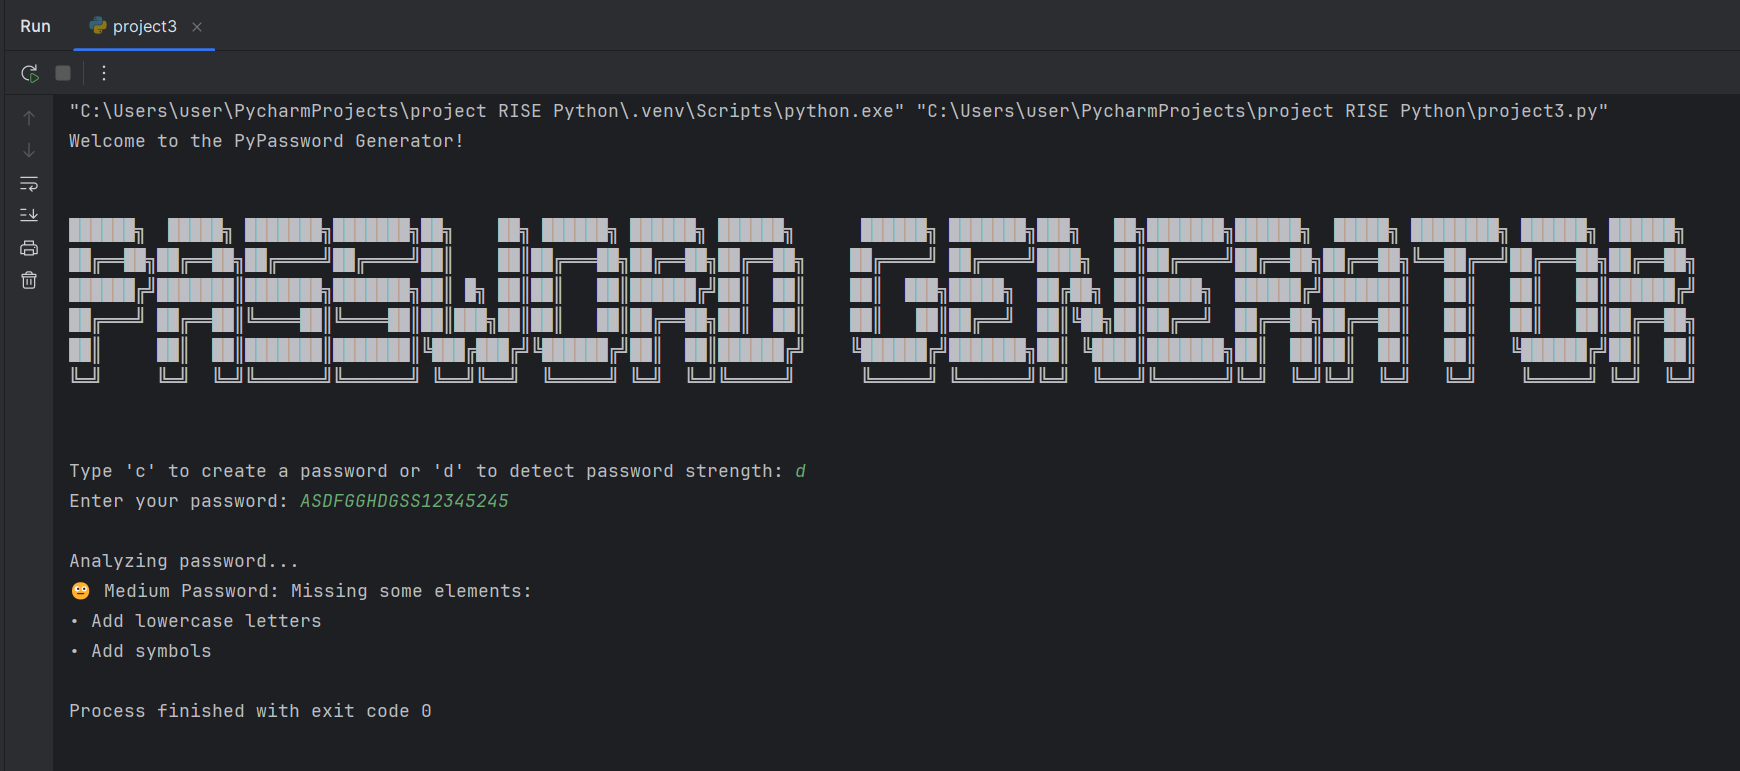 Run project3
"C:\Users\user\PycharmProjects\project RISE Python\.venv\Scripts\python.exe" "C:\Users\user\PycharmProjects\project RISE Python\project3.py"
Welcome to the PyPassword Generator!
PASSWORD GENERATOR
Type 'c' to create a password or 'd' to detect password strength: d
Enter your password: ASDFGGHDGSS12345245
Analyzing password...
😳 Medium Password: Missing some elements:
• Add lowercase letters
• Add symbols
Process finished with exit code 0